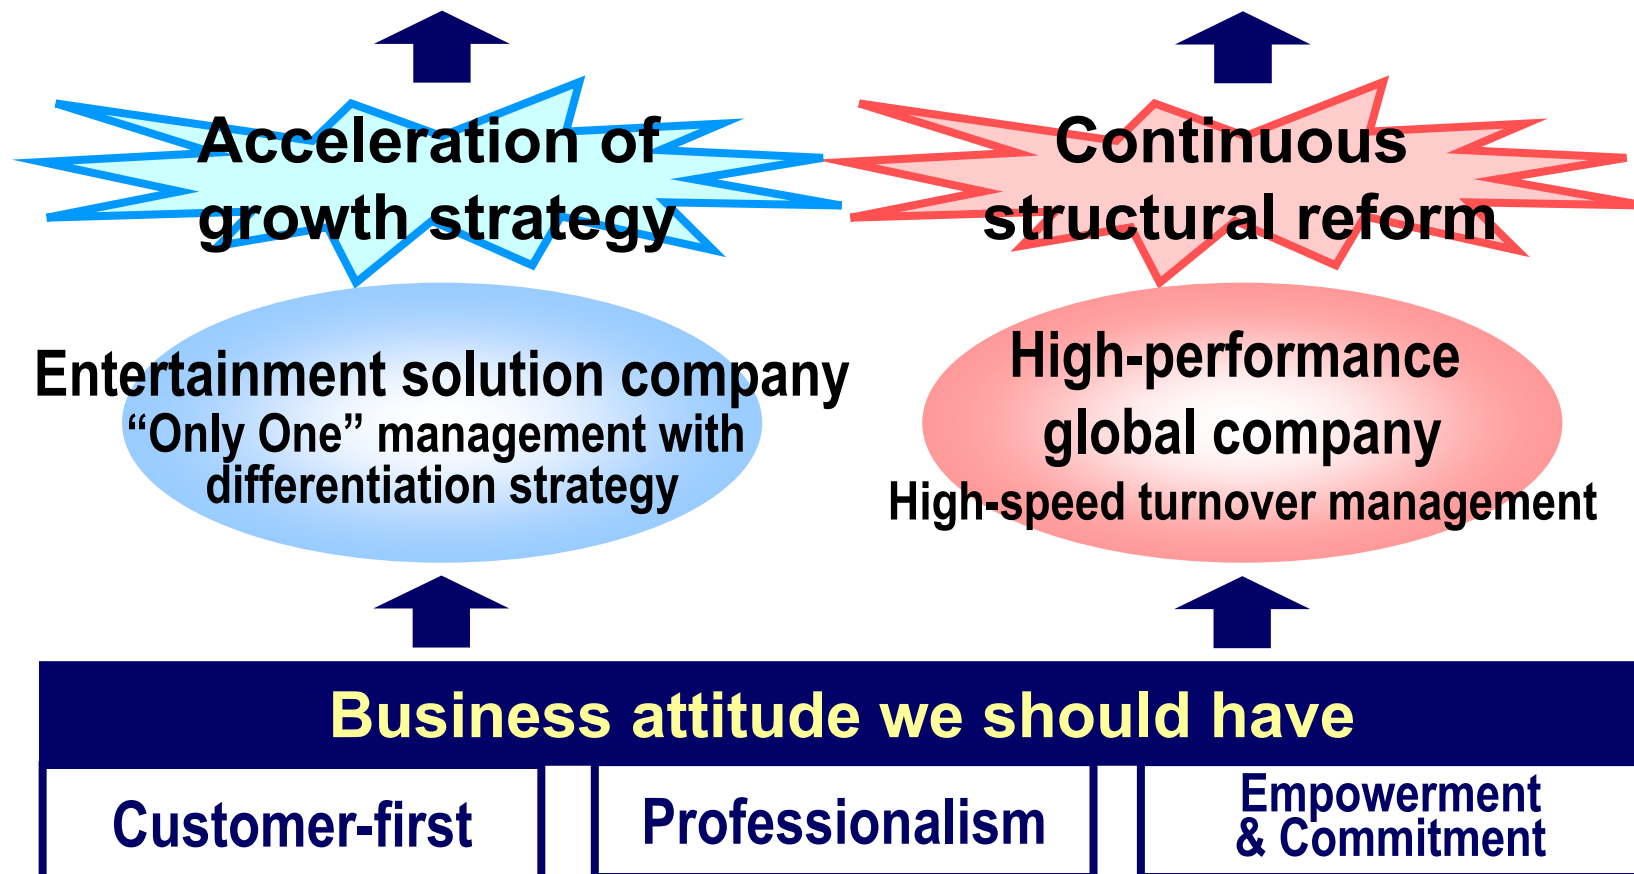 Acceleration of
growth strategy
Continuous
structural reform
Entertainment solution company
“Only One” management with
differentiation strategy
High-performance
global company
High-speed turnover management
Business attitude we should have
Customer-first
Professionalism
Empowerment
& Commitment